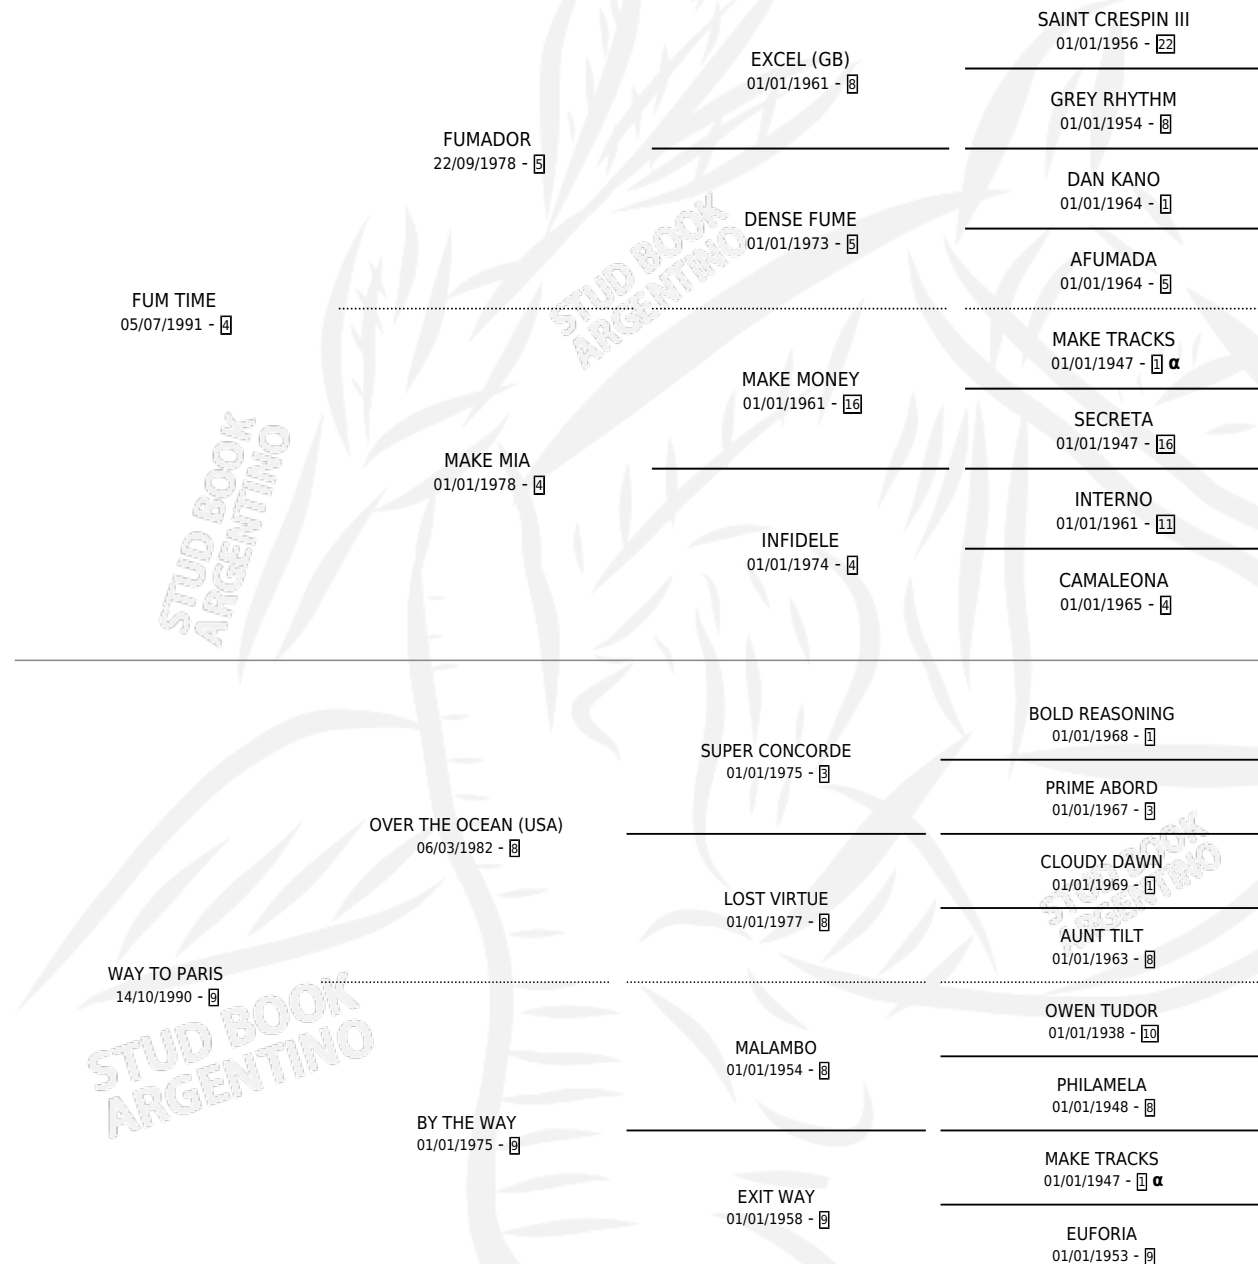 SAINT CRESPIN III
01/01/1956 - 22
EXCEL (GB)
01/01/1961 - 8
GREY RHYTHM
01/01/1954 - 8
FUMADOR
22/09/1978 - 5
DAN KANO
01/01/1964 - 1
DENSE FUME
01/01/1973 - 5
AFUMADA
01/01/1964 - 5
STUD BOOK
ARGENTINO
FUM TIME
05/07/1991 - 4
MAKE TRACKS
01/01/1947 - 1 α
MAKE MONEY
01/01/1961 - 16
SECRETA
01/01/1947 - 16
MAKE MIA
01/01/1978 - 4
INTERNO
01/01/1961 - 11
INFIDELE
01/01/1974 - 4
CAMALEONA
01/01/1965 - 4
STUD BOOK
ARGENTINO
BOLD REASONING
01/01/1968 - 1
SUPER CONCORDE
01/01/1975 - 3
PRIME ABORD
01/01/1967 - 3
OVER THE OCEAN (USA)
06/03/1982 - 8
CLOUDY DAWN
01/01/1969 - 1
LOST VIRTUE
01/01/1977 - 8
STUD BOOK
ARGENTINO
AUNT TILT
01/01/1963 - 8
WAY TO PARIS
14/10/1990 - 9
OWEN TUDOR
01/01/1938 - 10
STUD BOOK
ARGENTINO
MALAMBO
01/01/1954 - 8
PHILAMELA
01/01/1948 - 8
BY THE WAY
01/01/1975 - 9
MAKE TRACKS
01/01/1947 - 1 α
EXIT WAY
01/01/1958 - 9
EUFORIA
01/01/1953 - 9